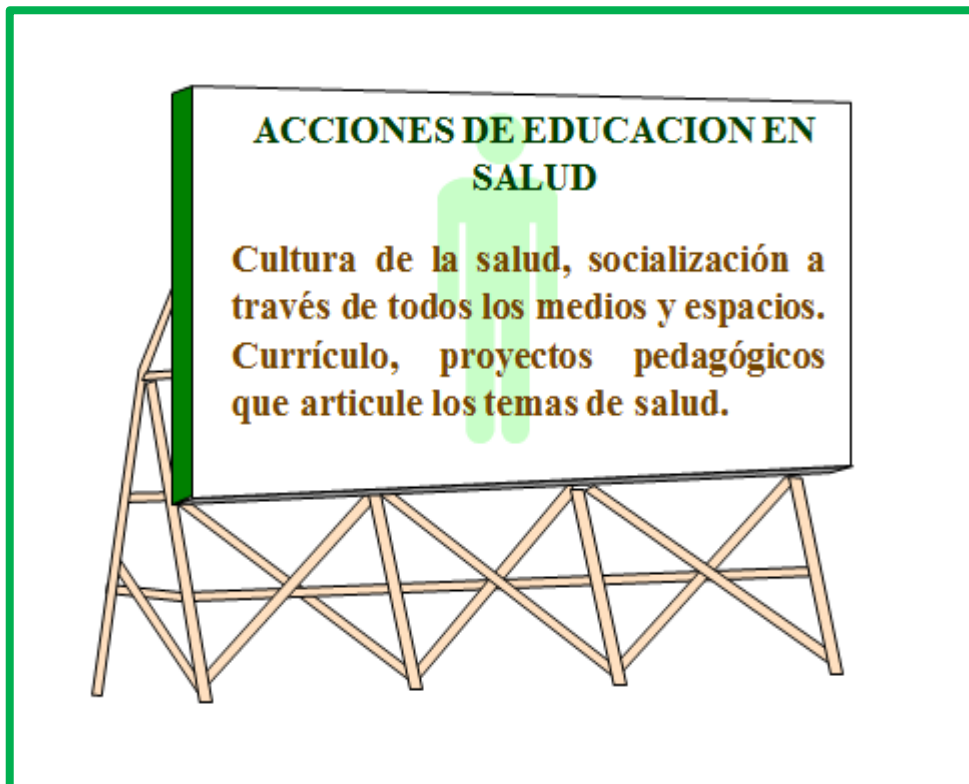 ACCIONES DE EDUCACION EN
SALUD
Cultura de la salud, socialización a
través de todos los medios y espacios.
Currículo, proyectos pedagógicos
que articule los temas de salud.